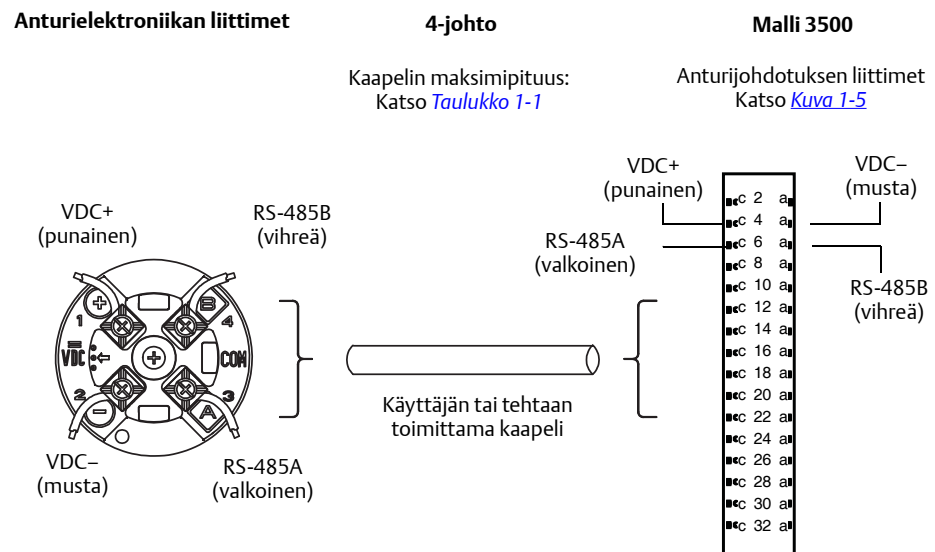 Anturielektroniikan liittimet
4-johto
Malli 3500
Kaapelin maksimipituus:
Katso Taulukko 1-1
Anturijohdotuksen liittimet
Katso Kuva 1-5
VDC+
(punainen)
RS-485B
(vihreä)
VDC+
(punainen)
VDC–
(musta)
RS-485A
(valkoinen)
RS-485B
(vihreä)
1
B
4
VDC
COM
2
3
A
VDC–
(musta)
RS-485A
(valkoinen)
Käyttäjän tai tehtaan
toimittama kaapeli
c 2 a
c 4 a
c 6 a
c 8 a
c 10 a
c 12 a
c 14 a
c 16 a
c 18 a
c 20 a
c 22 a
c 24 a
c 26 a
c 28 a
c 30 a
c 32 a